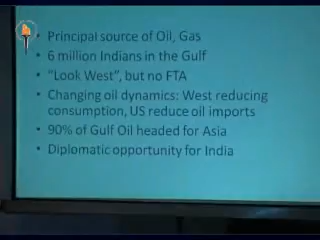 • Principal source of Oil, Gas
• 6 million Indians in the Gulf
• “Look West”, but no FTA
• Changing oil dynamics: West reducing
consumption, US reduce oil imports
• 90% of Gulf Oil headed for Asia
• Diplomatic opportunity for India